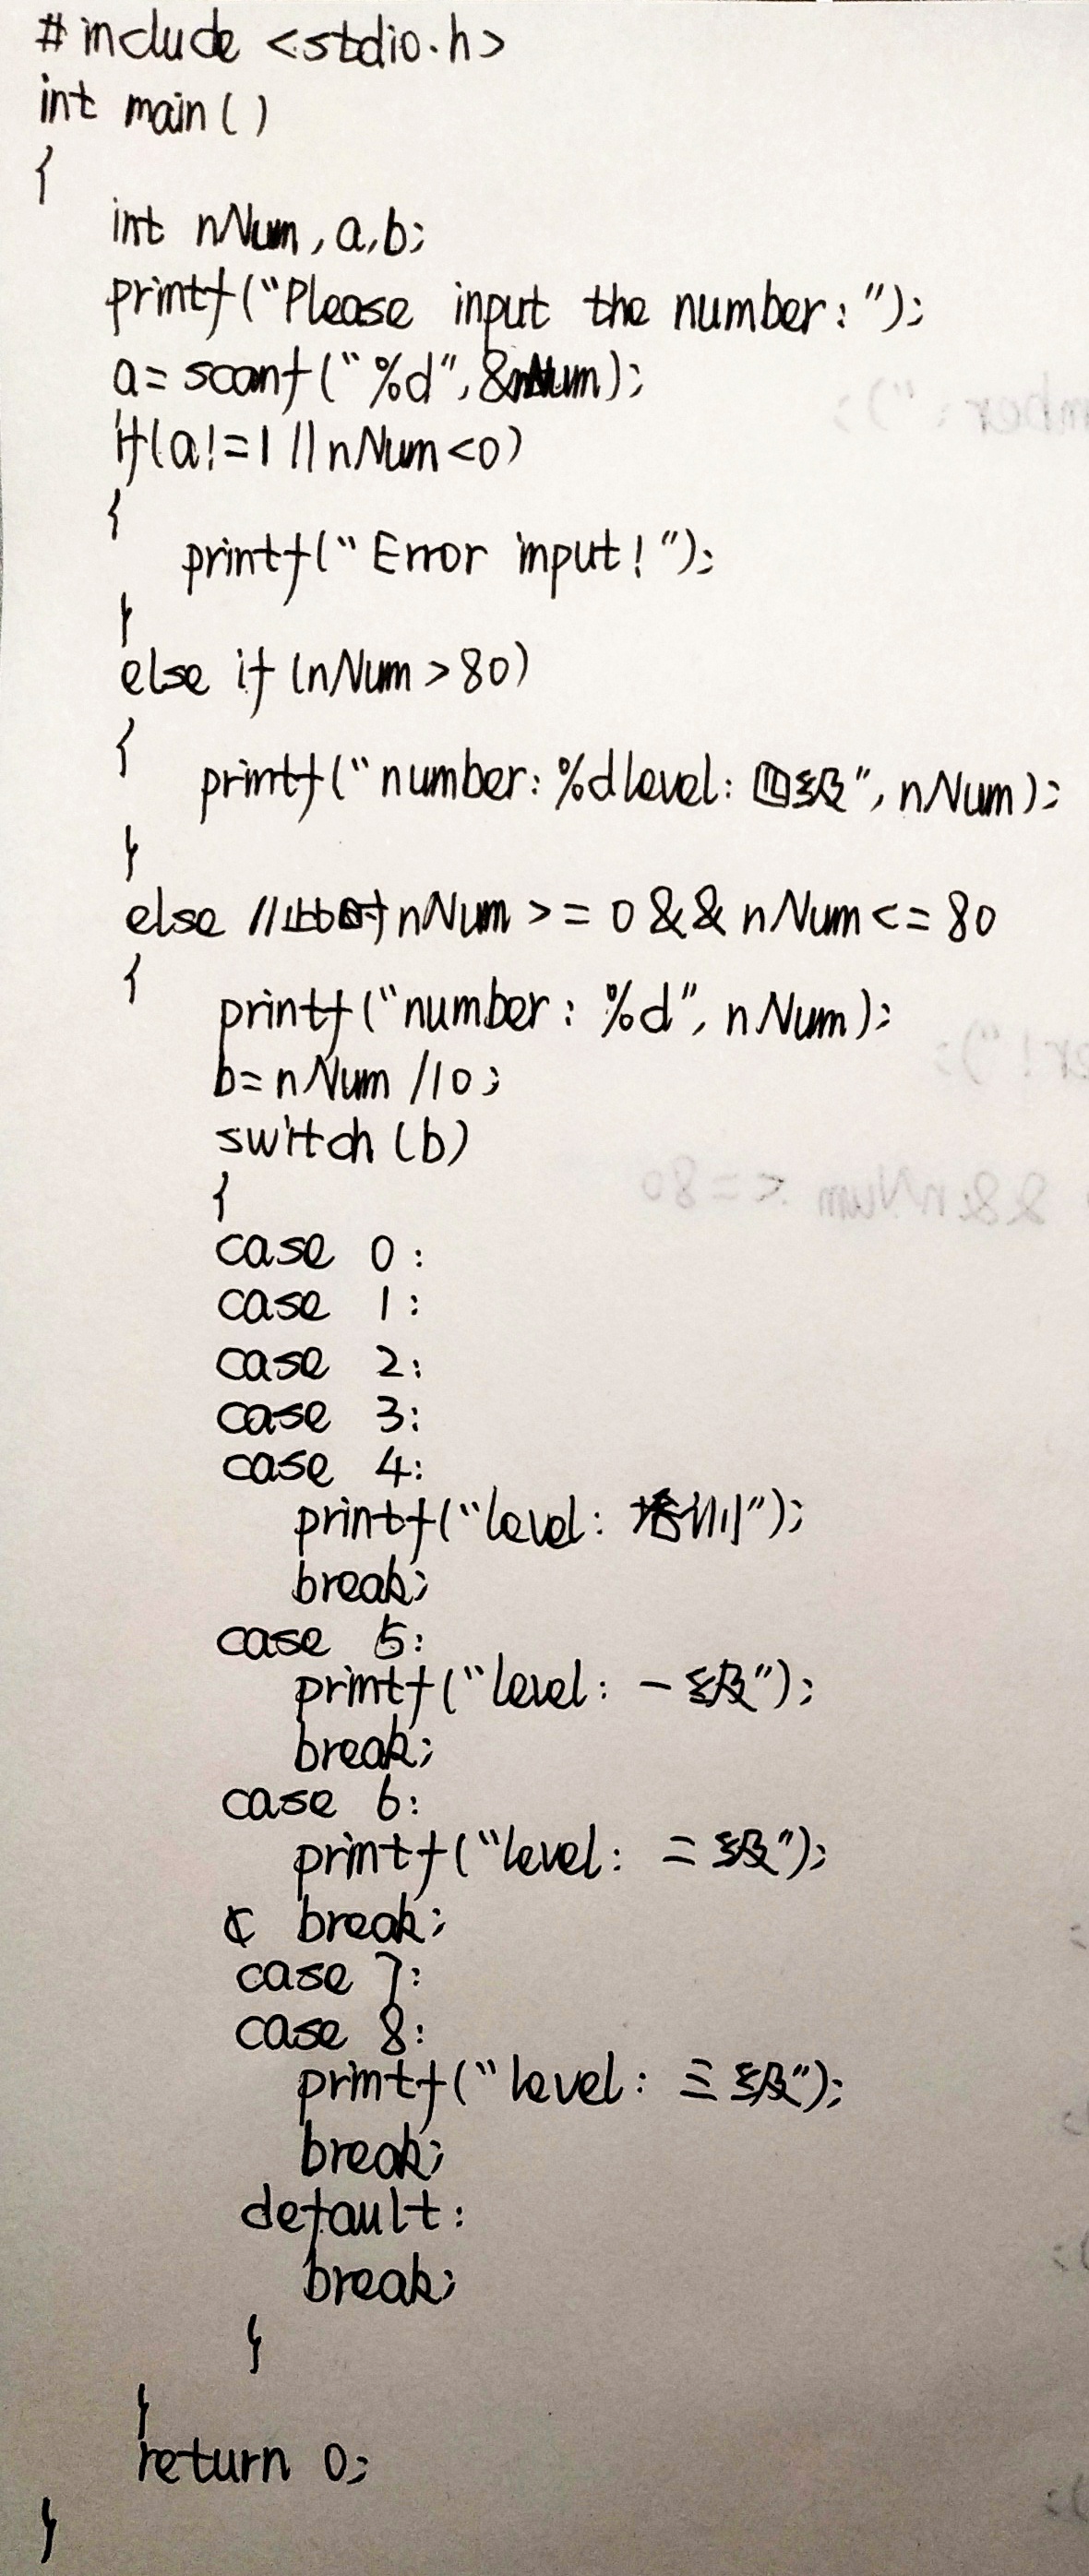 #include <stdio.h>
int main()
{
int nNum,a,b;
printf("Please input the number:");
a=scanf("%d",&nNum);
if(a!=1||nNum<0)
{
printf("Error input!");
}
else if(nNum>80)
{
printf("number:%dlevel:四级",nNum);
}
else //此时nNum>=0&&nNum<=80
{
printf("number:%d",nNum);
b=nNum/10;
switch(b)
{
case 0:
case 1:
case 2:
case 3:
case 4:
printf("level:培训");
break;
case 5:
printf("level:一级");
break;
case 6:
printf("level:二级");
break;
case 7:
case 8:
printf("level:三级");
break;
default:
break;
}
}
return 0;
}